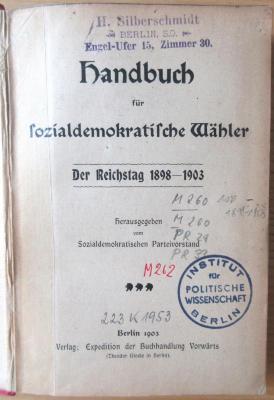 H. Silberschmidt
BERLIN, S.O.
Engel-Ufer 15, Zimmer 30.
Handbuch
für
sozialdemokratische Wähler
Der Reichstag 1898—1903
M 260
Herausgegeben
M 260
vom
Sozialdemokratischen Parteivorstand
M262
INSTITUT
für
POLITISCHE
WISSENSCHAFT
BERLIN
223 K 1953
Berlin 1903
Verlag: Expedition der Buchhandlung Vorwärts
(Theodor Glocke in Berlin).